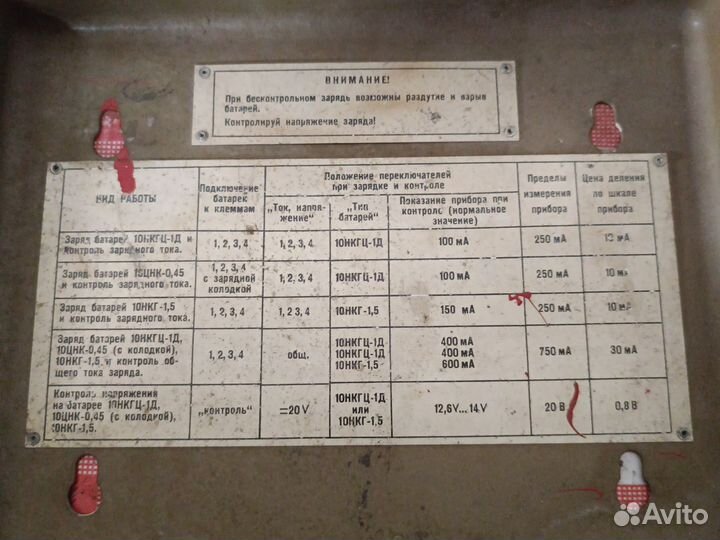 ВНИМАНИЕ!
При бесконтрольном заряде возможны раздутие и взрыв
батарей.
Контролируй напряжение заряда!
ВИД РАБОТЫ
Подключение
батарек
к клеммам
Положение переключателей
при зарядке и контроле
„Ток, напря-
жение"
„Тип
батарей"
Показание прибора при
контроле (нормальное
значение)
Пределы
измерения
прибора
Цена деления
по шкале
прибора
Заряд батарей 10НКГЦ-1Д и
контроль зарядного тока.
1, 2, 3, 4
1, 2, 3, 4
10НКГЦ-1Д
100 мА
250 мА
10 мА
Заряд батарей 10ЦНК-0,45
и контроль зарядного тока.
1, 2, 3, 4
с зарядной
колодкой
1, 2, 3, 4
10НКГЦ-1Д
100 мА
250 мА
10 мА
Заряд батарей 10НКГ-1,5
и контроль зарядного тока.
1, 2, 3, 4
1, 2 3, 4
10НКГ-1,5
150 мА
250 мА
10 мА
Заряд батарей 10НКГЦ-1Д,
10ЦНК-0,45 (с колодкой),
10НКГ-1,5 и контроль об-
щего тока заряда.
1, 2, 3, 4
общ.
10НКГЦ-1Д
10НКГЦ-1Д
10НКГ-1,5
400 мА
400 мА
600 мА
750 мА
30 мА
Контроль напряжения
на батарее 10НКГЦ-1Д,
10ЦНК-0,45 (с колодкой),
10НКГ-1,5.
„контроль"
=20V
10НКГЦ-1Д
или
10НКГ-1,5
12,6V...14V
20 В
0,8 В
Avito